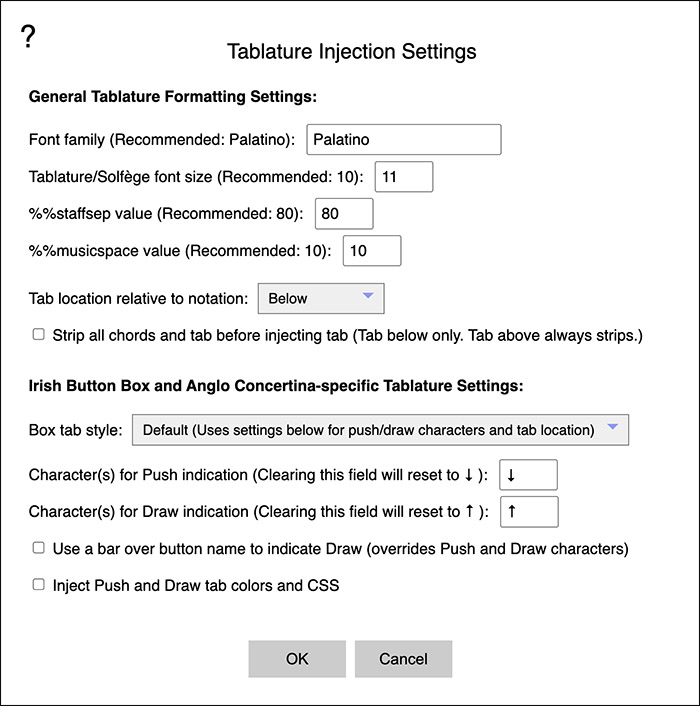 ?
Tablature Injection Settings
General Tablature Formatting Settings:
Font family (Recommended: Palatino): Palatino
Tablature/Solfège font size (Recommended: 10): 11
%%staffsep value (Recommended: 80): 80
%%musicspace value (Recommended: 10): 10
Tab location relative to notation: Below
Strip all chords and tab before injecting tab (Tab below only. Tab above always strips.)
Irish Button Box and Anglo Concertina-specific Tablature Settings:
Box tab style: Default (Uses settings below for push/draw characters and tab location)
Character(s) for Push indication (Clearing this field will reset to ↓ ): ↓
Character(s) for Draw indication (Clearing this field will reset to ↑ ): ↑
Use a bar over button name to indicate Draw (overrides Push and Draw characters)
Inject Push and Draw tab colors and CSS
OK Cancel